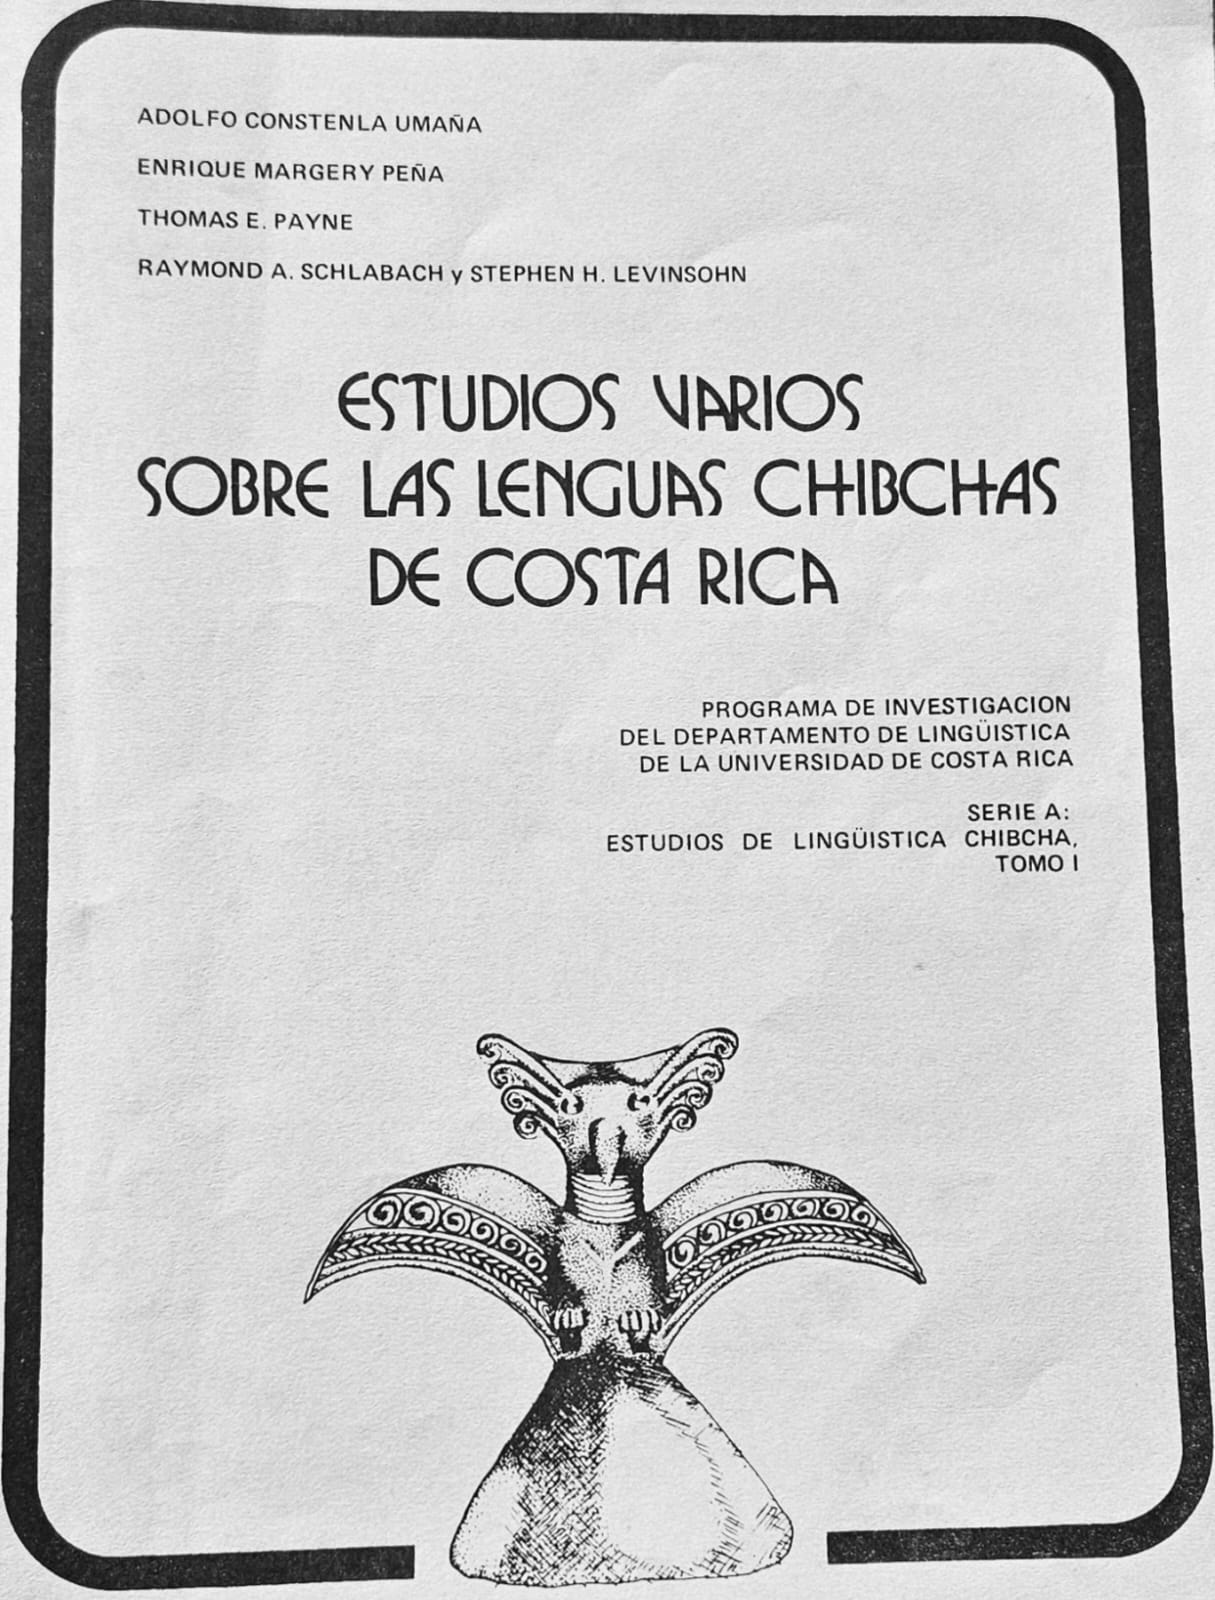 ADOLFO CONSTENLA UMAÑA
ENRIQUE MARGERY PEÑA
THOMAS E. PAYNE
RAYMOND A. SCHLABACH y STEPHEN H. LEVINSOHN
ESTUDIOS VARIOS
SOBRE LAS LENGUAS CHIBCHAS
DE COSTA RICA
PROGRAMA DE INVESTIGACION
DEL DEPARTAMENTO DE LINGÜISTICA
DE LA UNIVERSIDAD DE COSTA RICA
SERIE A:
ESTUDIOS DE LINGÜISTICA CHIBCHA,
TOMO I